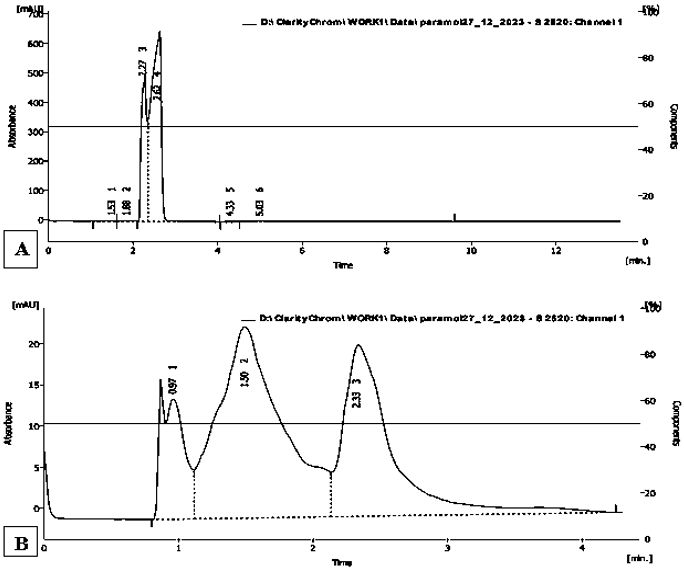 [mAU]
[%]
D:\ ClarityChrom\ WORK1\ Data\ paramol27_12_2023 - S 2520: Channel 1
700
100
600
80
500
400
60
300
40
200
100
20
0
0
Absorbance
Components
1.53 1
1.88 2
2.27 3
2.62 4
4.33 5
5.03 6
0 2 4 6 8 10 12
Time
[min.]
A
[mAU]
[%]
D:\ ClarityChrom\ WORK1\ Data\ paramol27_12_2023 - S 2520: Channel 1
100
20
80
15
60
10
40
5
20
0
0
Absorbance
Components
0.97 1
1.50 2
2.33 3
0 1 2 3 4
Time
[min.]
B